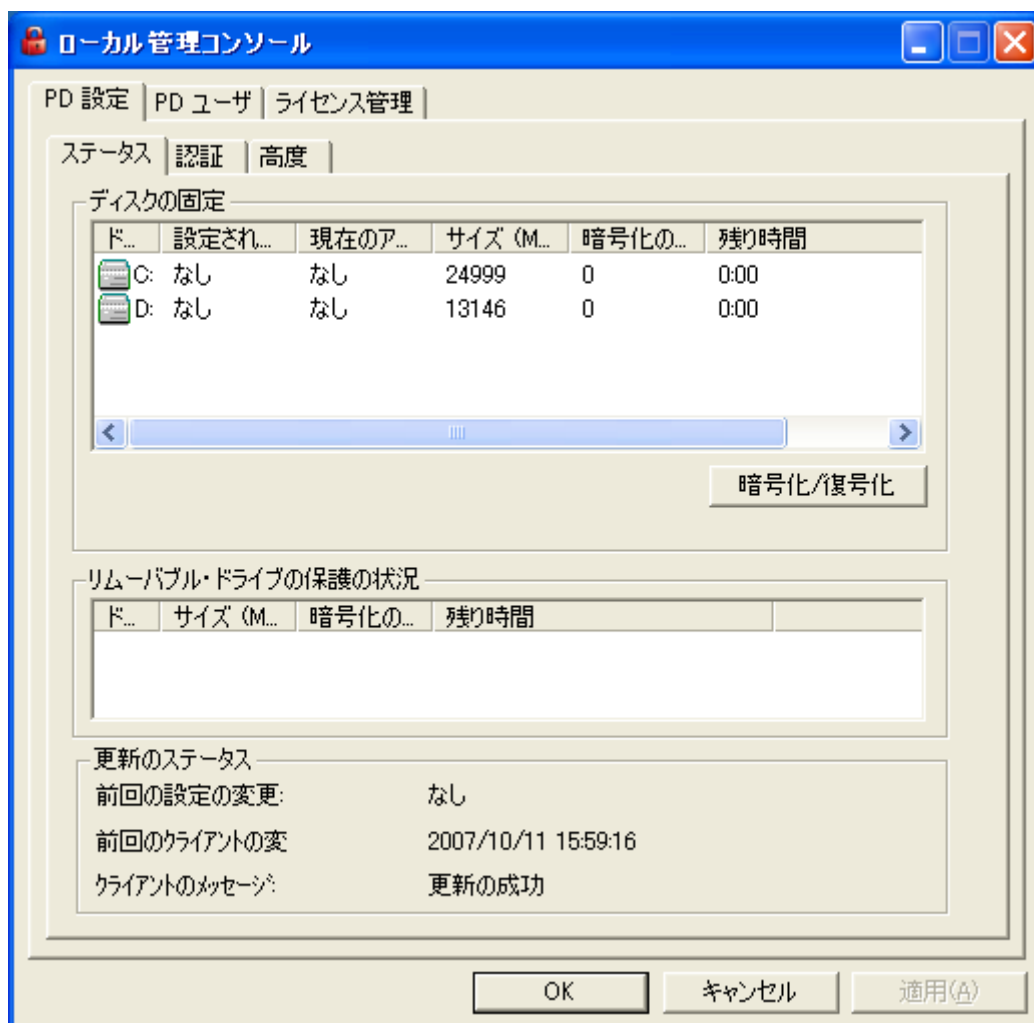 ローカル管理コンソール
PD 設定 PD ユーザ ライセンス管理
ステータス 認証 高度
ディスクの固定
ド... 設定され... 現在のア... サイズ (M... 暗号化の... 残り時間
C: なし なし 24999 0 0:00
D: なし なし 13146 0 0:00
暗号化/復号化
リムーバブル・ドライブの保護の状況
ド... サイズ (M... 暗号化の... 残り時間
更新のステータス
前回の設定の変更: なし
前回のクライアントの変 2007/10/11 15:59:16
クライアントのメッセージ: 更新の成功
OK キャンセル 適用(A)